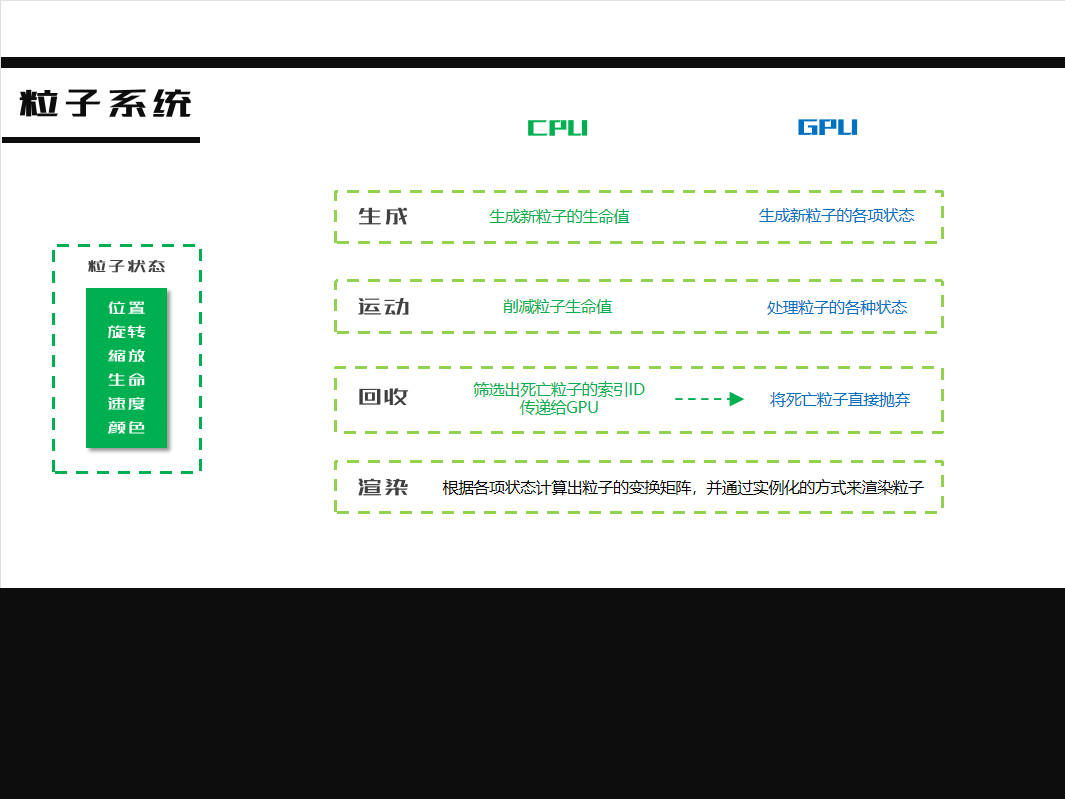 粒子系统
CPU
GPU
粒子状态
位置
旋转
缩放
生命
速度
颜色
生成
生成新粒子的生命值
生成新粒子的各项状态
运动
削减粒子生命值
处理粒子的各种状态
回收
筛选出死亡粒子的索引ID
传递给GPU
将死亡粒子直接抛弃
渲染
根据各项状态计算出粒子的变换矩阵，并通过实例化的方式来渲染粒子